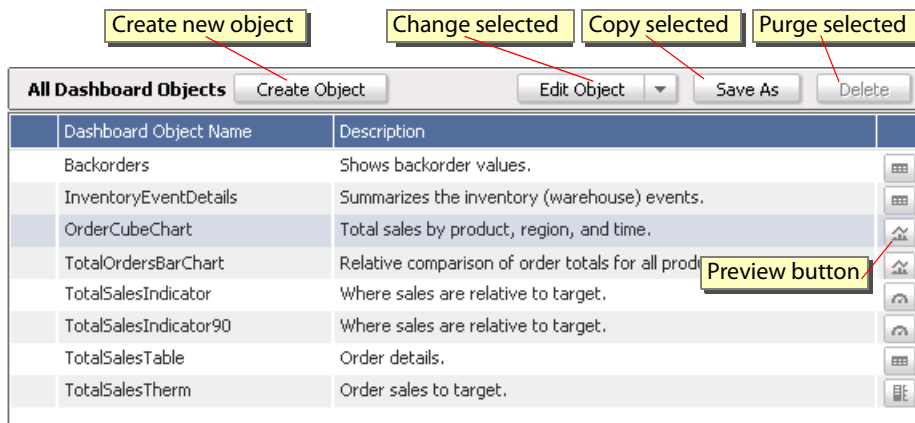 Create new object Change selected Copy selected Purge selected
All Dashboard Objects Create Object Edit Object Save As Delete
Dashboard Object Name Description
Backorders Shows backorder values.
InventoryEventDetails Summarizes the inventory (warehouse) events.
OrderCubeChart Total sales by product, region, and time.
TotalOrdersBarChart Relative comparison of order totals for all produ
Preview button
TotalSalesIndicator Where sales are relative to target.
TotalSalesIndicator90 Where sales are relative to target.
TotalSalesTable Order details.
TotalSalesTherm Order sales to target.